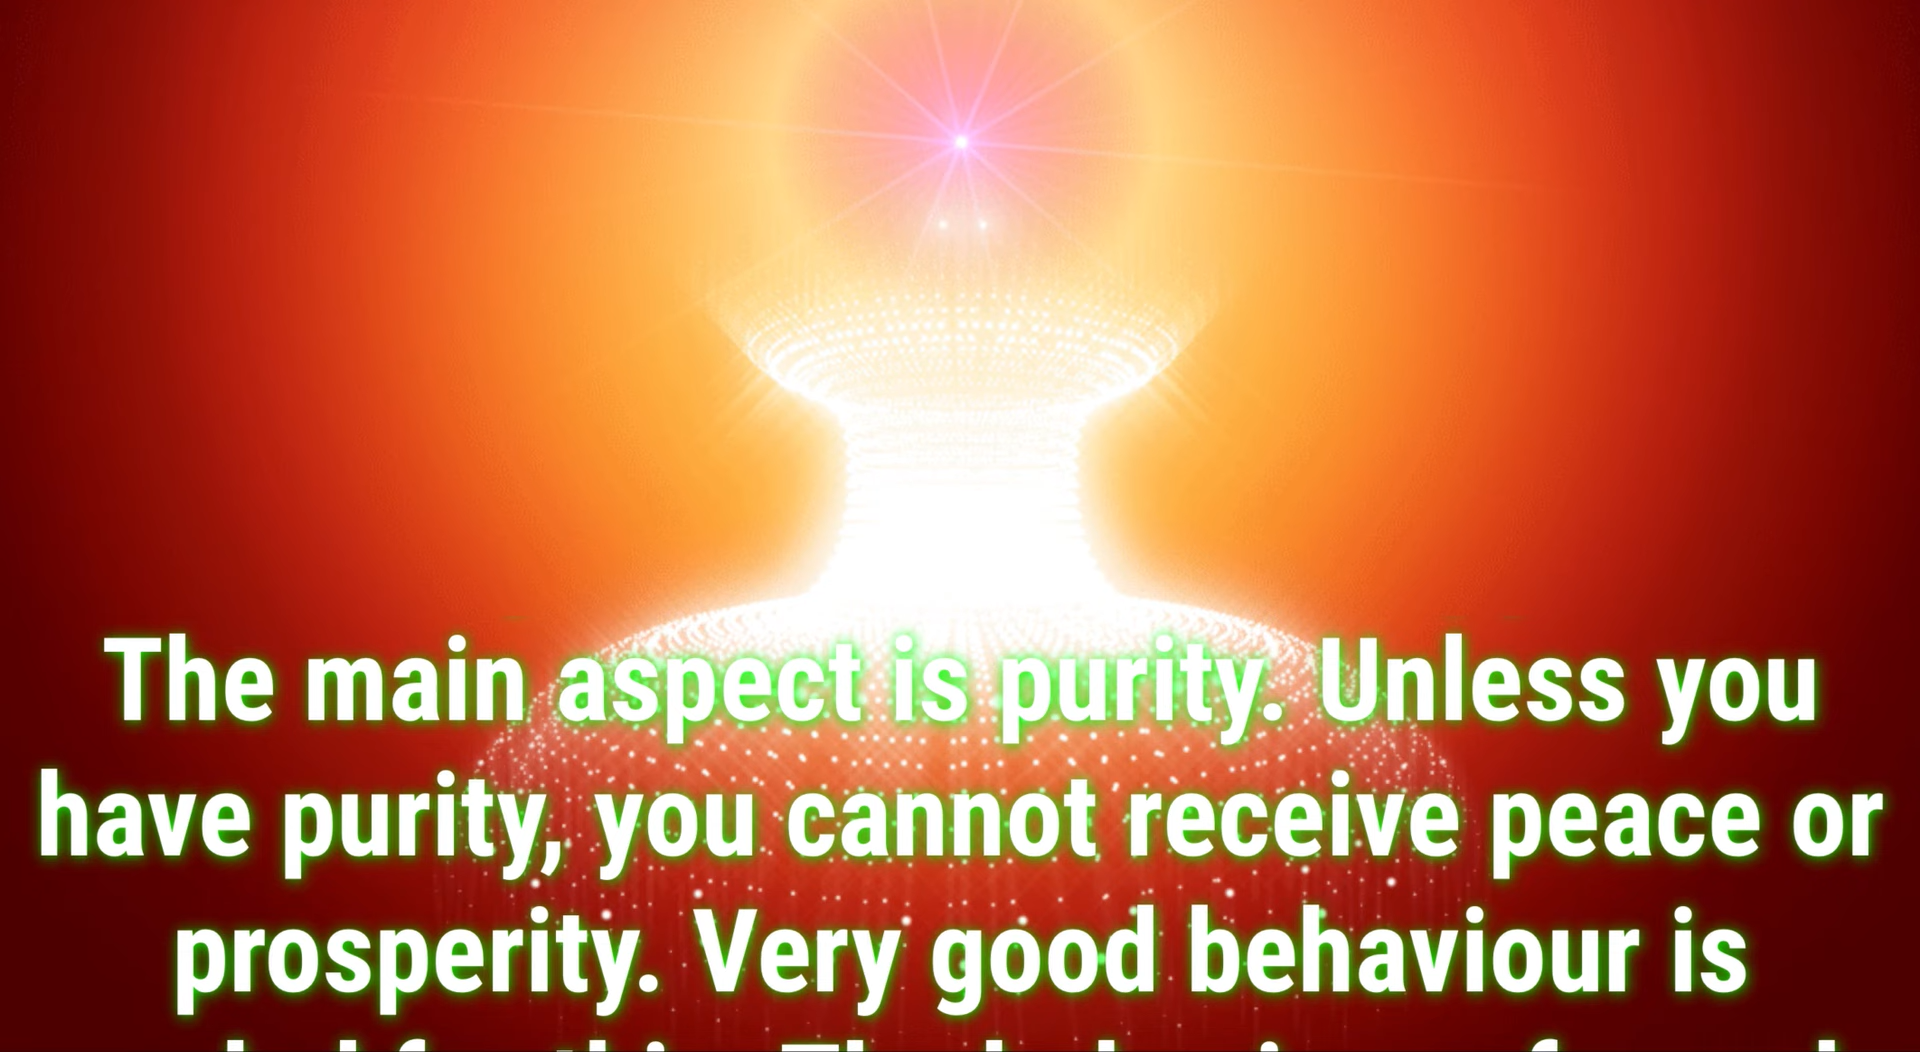 The main aspect is purity. Unless you
have purity, you cannot receive peace or
prosperity. Very good behaviour is